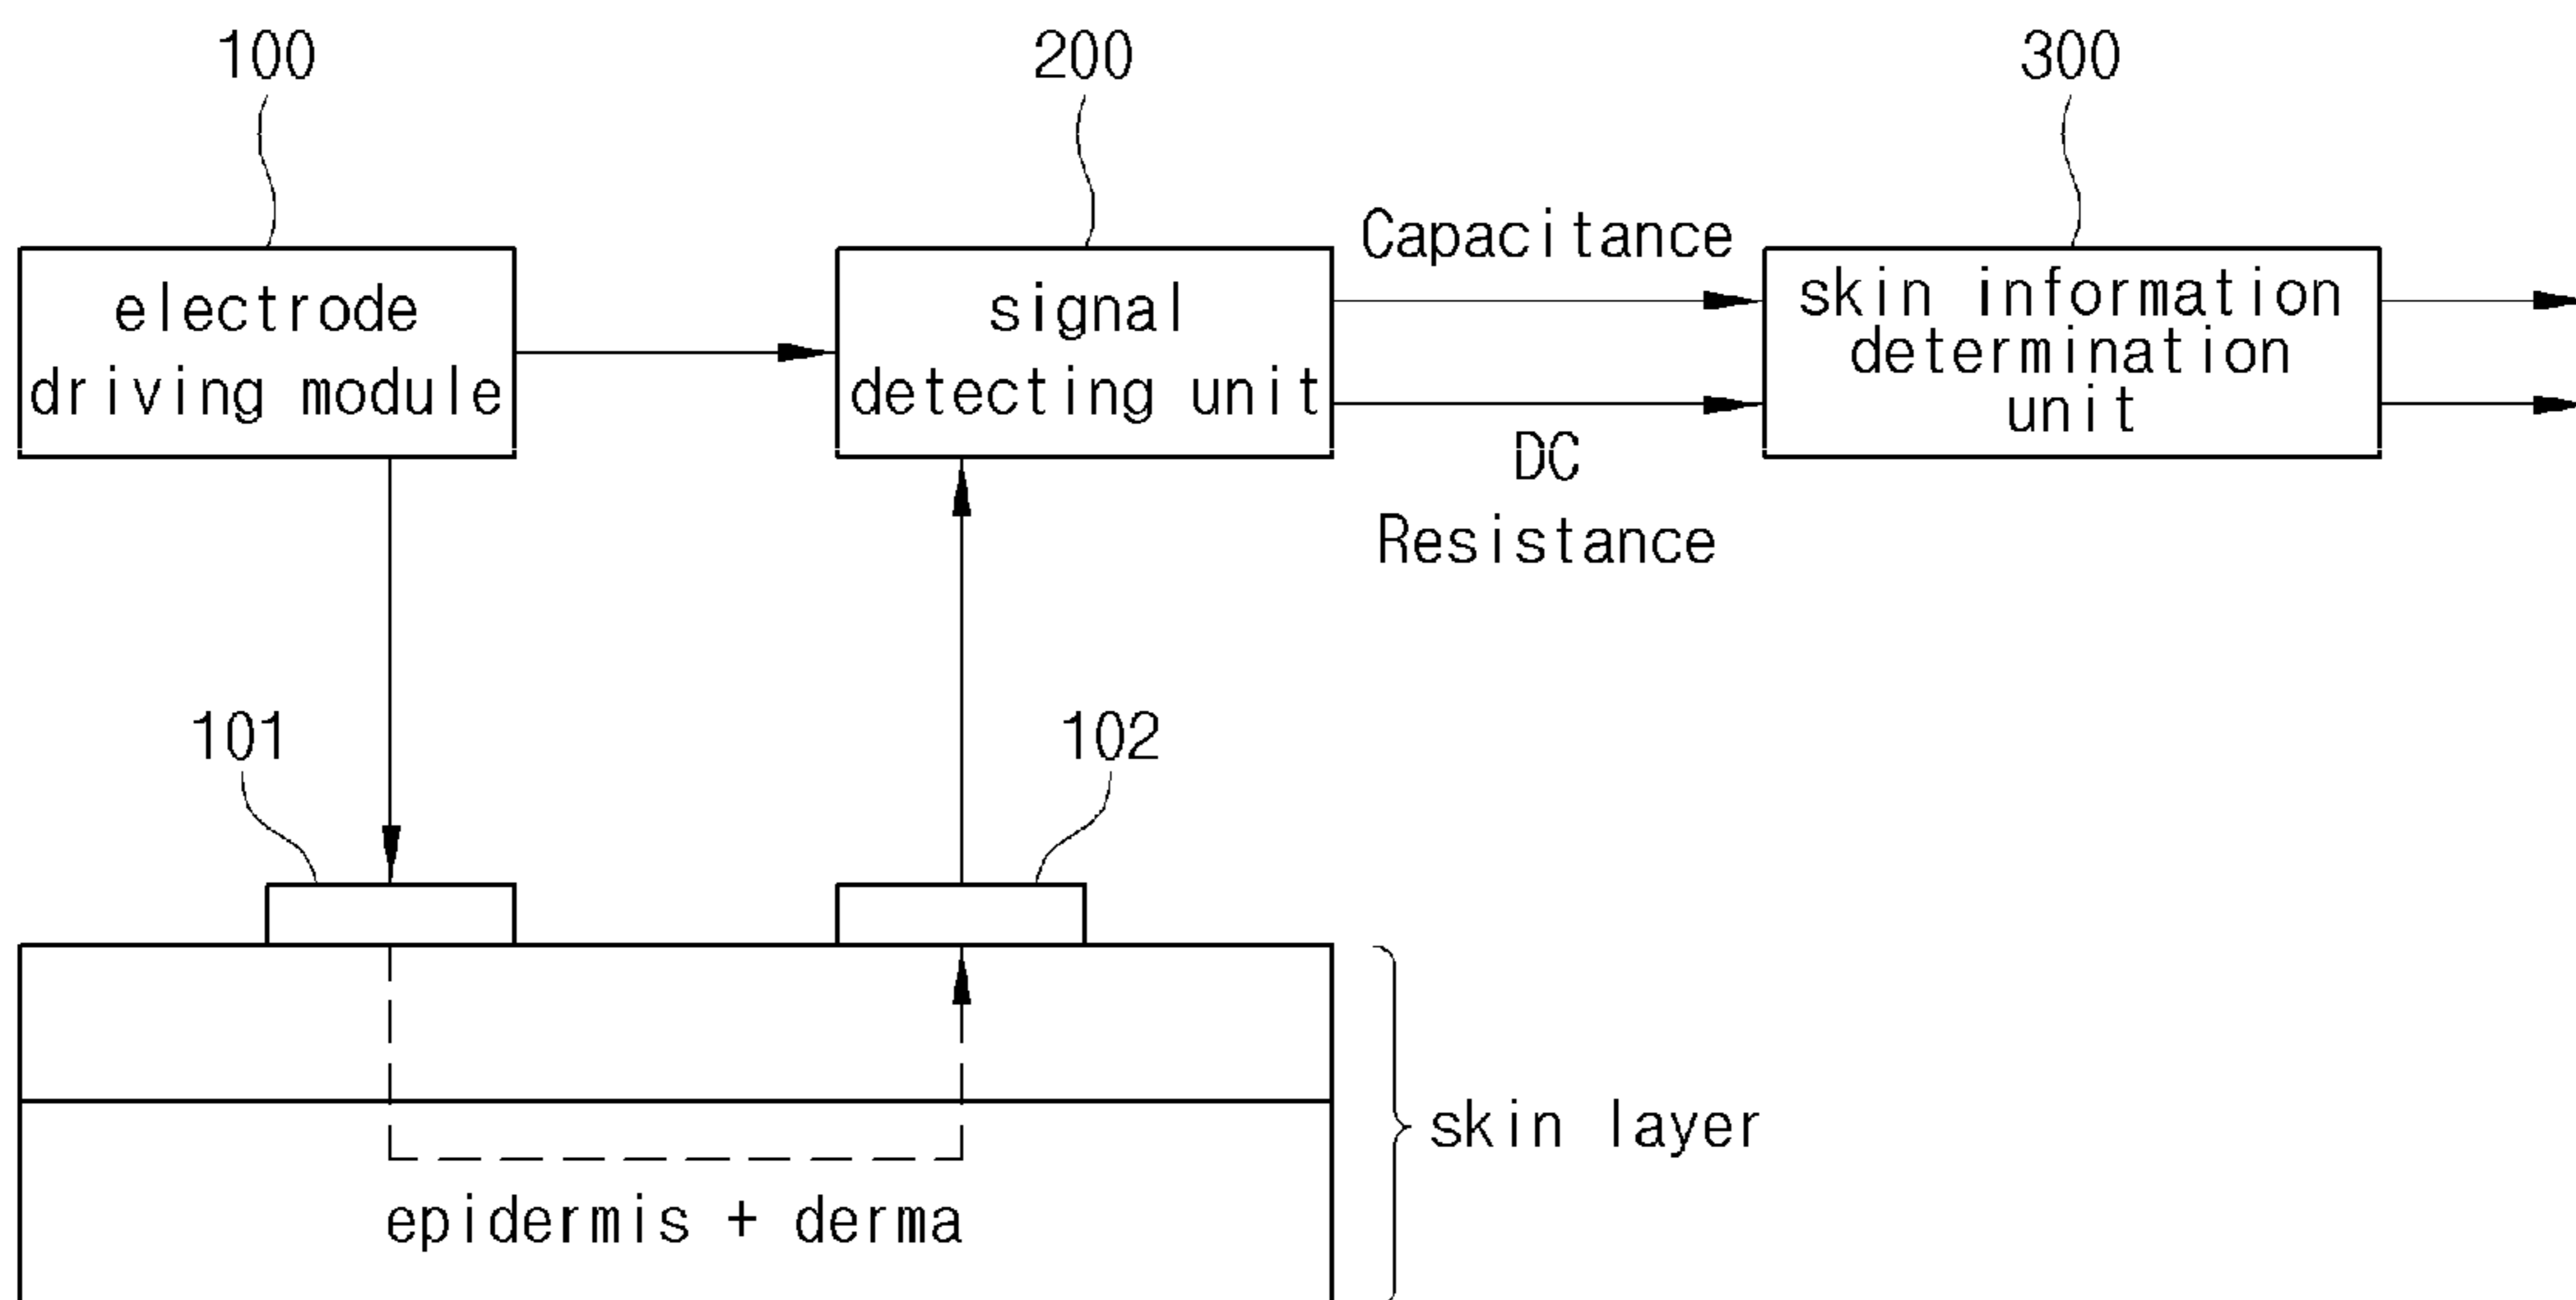 100
200
300
electrode
driving module
signal
detecting unit
Capacitance
DC
Resistance
skin information
determination
unit
101
102
skin layer
epidermis + derma